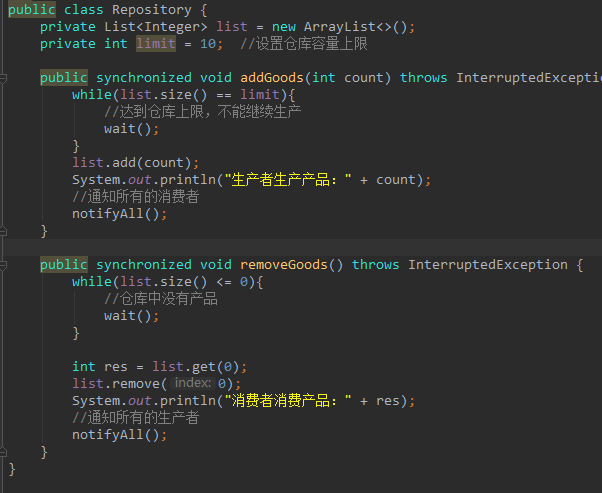 public class Repository {
    private List<Integer> list = new ArrayList<>();
    private int limit = 10;  //设置仓库容量上限
    public synchronized void addGoods(int count) throws InterruptedExceptio
        while(list.size() == limit){
            //达到仓库上限，不能继续生产
            wait();
        }
        list.add(count);
        System.out.println("生产者生产产品：" + count);
        //通知所有的消费者
        notifyAll();
    }
    public synchronized void removeGoods() throws InterruptedException {
        while(list.size() <= 0){
            //仓库中没有产品
            wait();
        }
        int res = list.get(0);
        list.remove( index: 0);
        System.out.println("消费者消费产品：" + res);
        //通知所有的生产者
        notifyAll();
    }
}